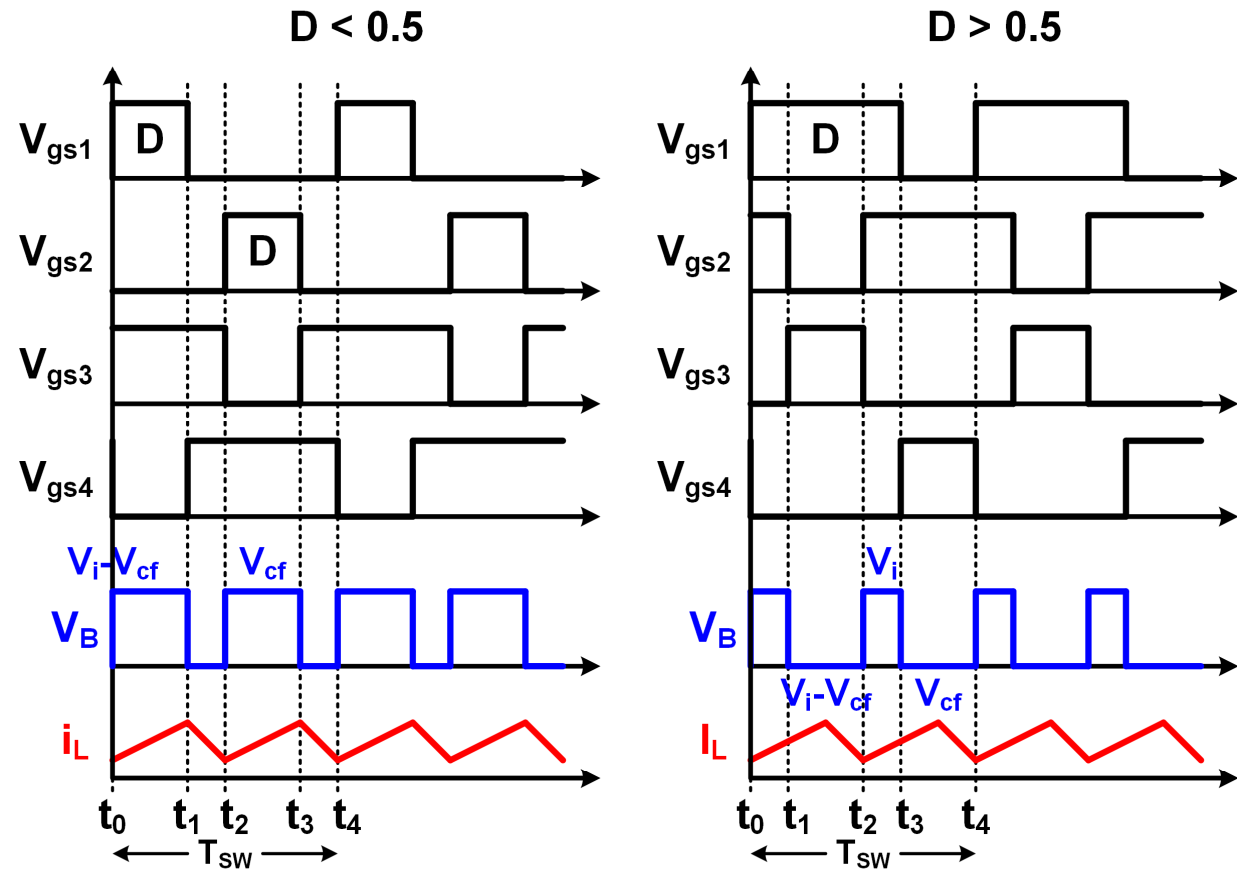 D < 0.5
D > 0.5
Vgs1
D
Vgs2
D
Vgs3
Vgs4
Vi-Vcf
Vcf
VB
iL
t0 t1 t2 t3 t4
TSW
Vgs1
D
Vgs2
Vgs3
Vgs4
Vi
VB
Vi-Vcf
Vcf
IL
t0 t1 t2 t3 t4
TSW